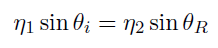 η₁ sin θᵢ = η₂ sin θ_R